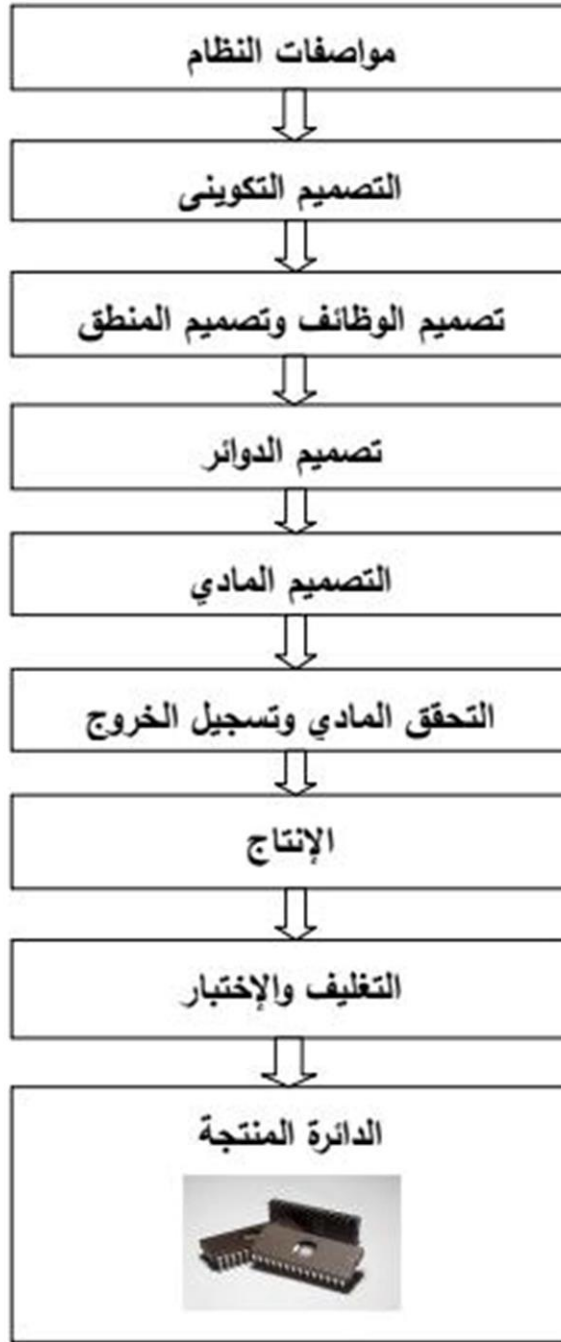 مواصفات النظام
التصميم التكوينى
تصميم الوظائف وتصميم المنطق
تصميم الدوائر
التصميم المادي
التحقق المادي وتسجيل الخروج
الإنتاج
التغليف والإختبار
الدائرة المنتجة